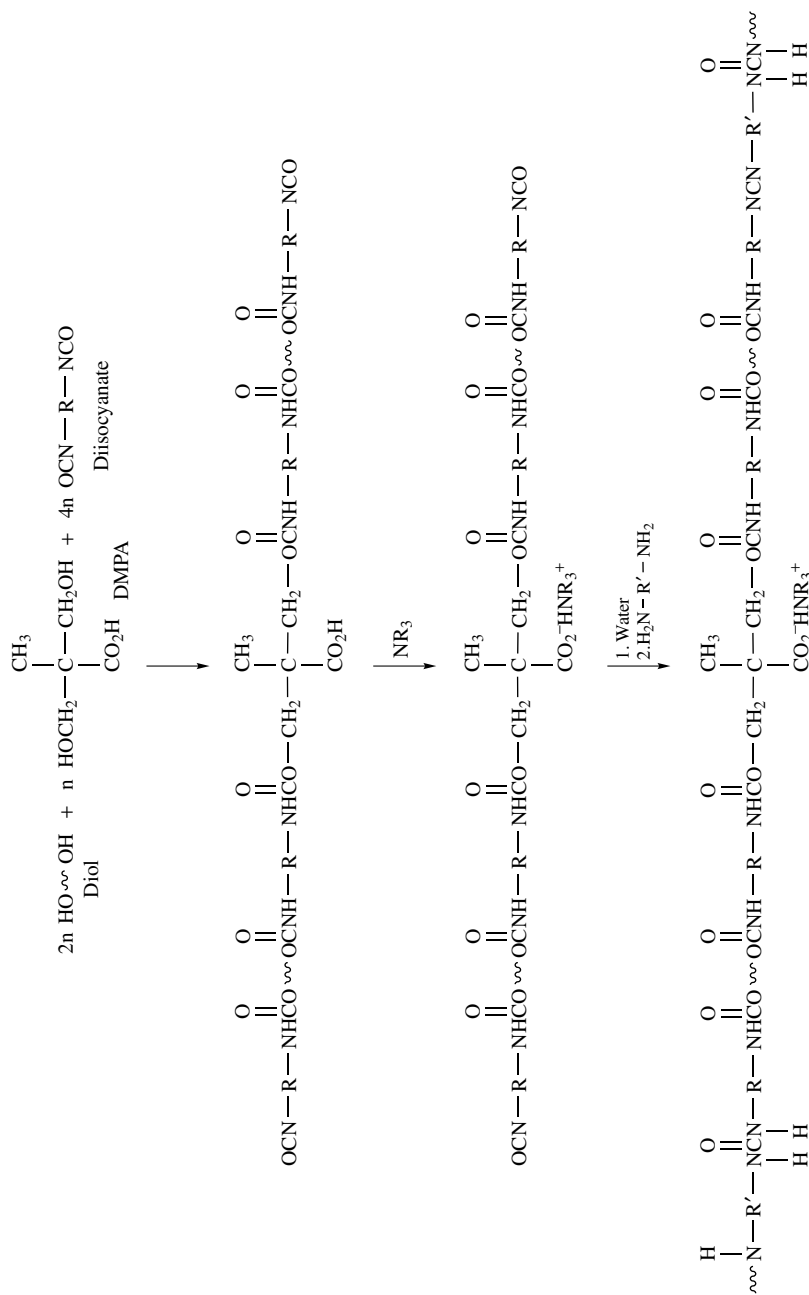 CH₃
2n HO~OH + n HOCH₂—C—CH₂OH + 4n OCN—R—NCO
Diol CO₂H DMPA Diisocyanate
O O O CH₃ O O O
OCN—R—NHCO~OCNH—R—NHCO—CH₂—C—CH₂—OCNH—R—NHCO~OCNH—R—NCO
CO₂H
NR₃
O O O CH₃ O O O
OCN—R—NHCO~OCNH—R—NHCO—CH₂—C—CH₂—OCNH—R—NHCO~OCNH—R—NCO
CO₂⁻HNR₃⁺
1. Water
2.H₂N—R′—NH₂
H O O O O CH₃ O O O O
~N—R′—NCN—R—NHCO~OCNH—R—NHCO—CH₂—C—CH₂—OCNH—R—NHCO~OCNH—R—NCN—R′—NCN~
H H CO₂⁻HNR₃⁺ H H